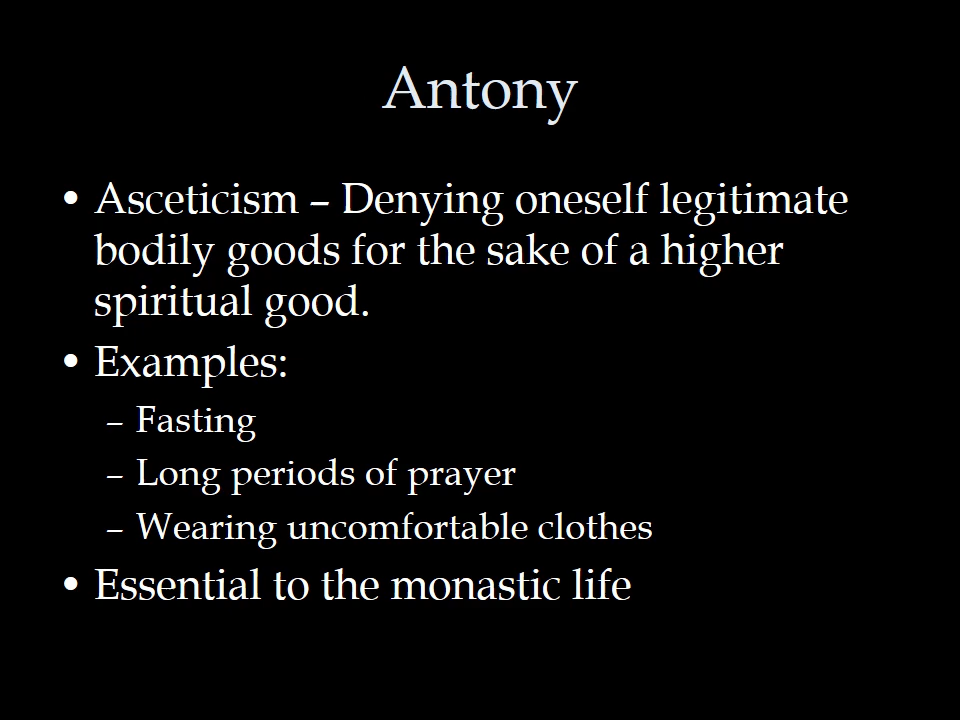 Antony
• Asceticism – Denying oneself legitimate
bodily goods for the sake of a higher
spiritual good.
• Examples:
– Fasting
– Long periods of prayer
– Wearing uncomfortable clothes
• Essential to the monastic life